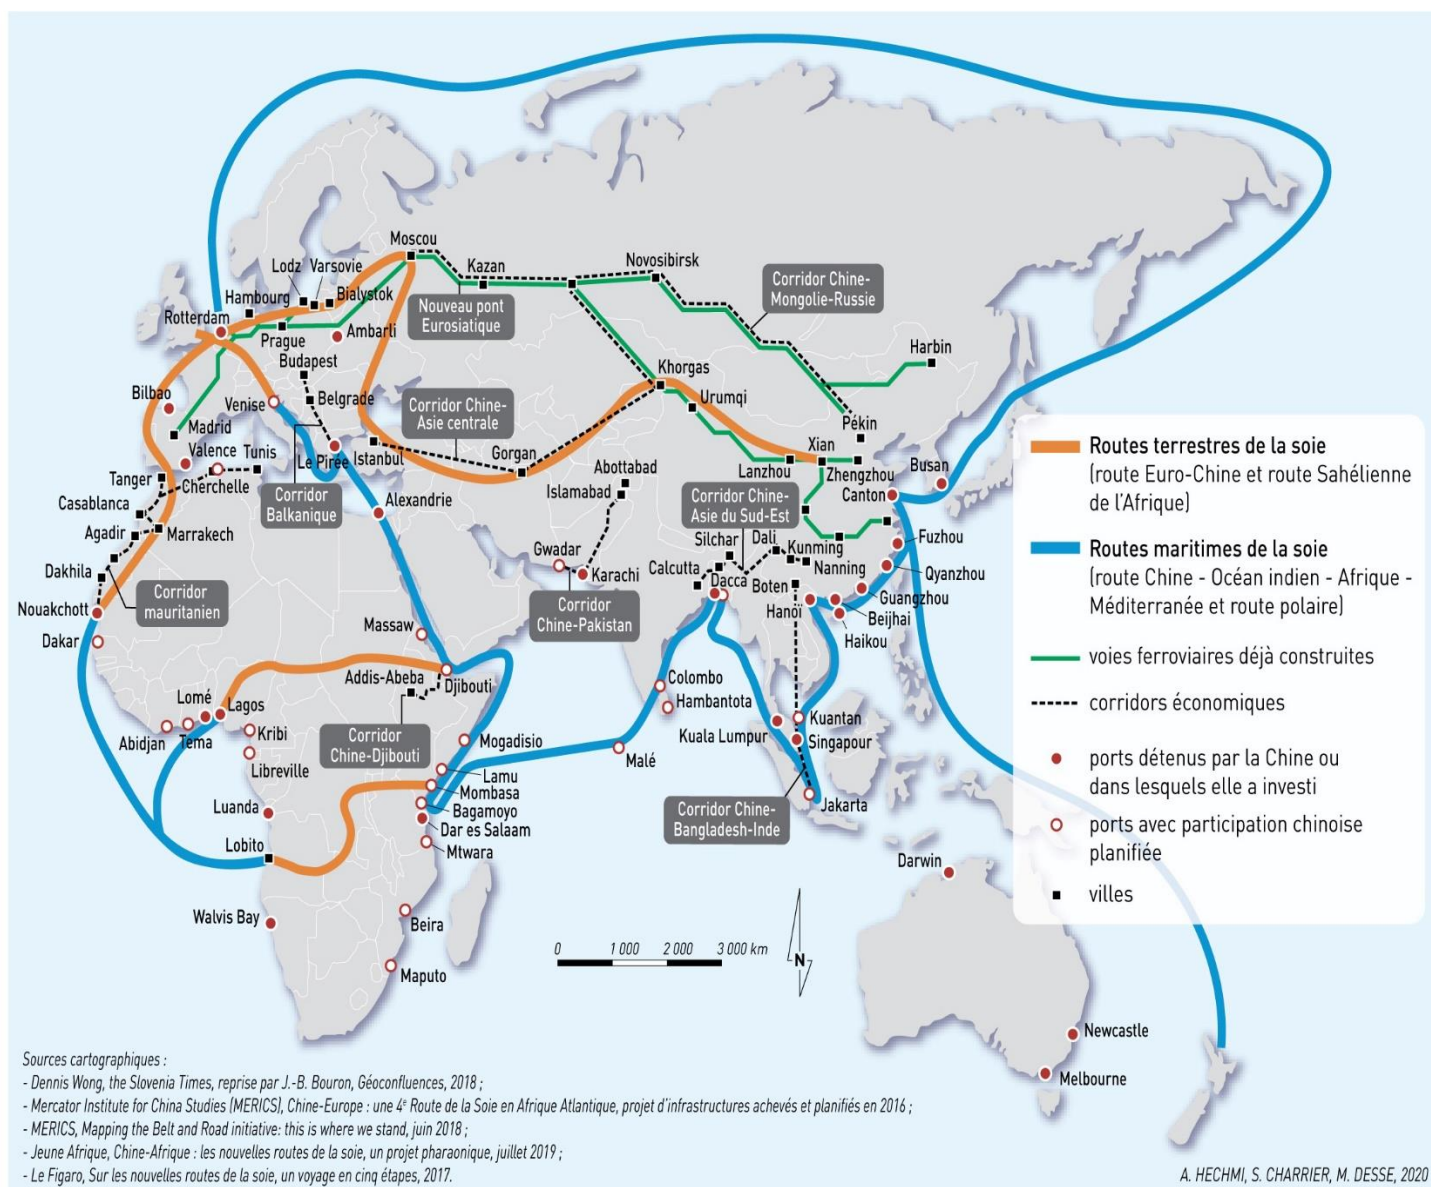 Moscou
Kazan
Novosibirsk
Corridor Chine-
Mongolie-Russie
Lodz
Varsovie
Hambourg
Bialystok
Nouveau pont
Eurosiatique
Rotterdam
Prague
Ambarli
Harbin
Budapest
Khorgas
Bilbao
Venise
Belgrade
Corridor Chine-
Asie centrale
Urumqi
Pékin
Madrid
Valence
Tunis
Le Pirée
Istanbul
Gorgan
Xian
Lanzhou
Zhengzhou
Busan
Tanger
Cherchelle
Abottabad
Islamabad
Canton
Casablanca
Corridor
Balkanique
Alexandrie
Corridor Chine-
Asie du Sud-Est
Agadir
Marrakech
Silchar
Dali
Kunming
Fuzhou
Gwadar
Karachi
Calcutta
Nanning
Dakhila
Dacca
Boten
Qyanzhou
Corridor
mauritanien
Corridor
Chine-Pakistan
Guangzhou
Nouakchott
Hanoï
Beijhai
Massaw
Haikou
Dakar
Addis-Abeba
Djibouti
Colombo
Lomé
Lagos
Hambantota
Kuantan
Abidjan
Tema
Kribi
Corridor
Chine-Djibouti
Mogadisio
Kuala Lumpur
Singapour
Libreville
Malé
Lamu
Mombasa
Luanda
Bagamoyo
Corridor Chine-
Bangladesh-Inde
Jakarta
Dar es Salaam
Lobito
Mtwara
Darwin
Walvis Bay
Beira
Maputo
Newcastle
Melbourne
Routes terrestres de la soie
(route Euro-Chine et route Sahélienne
de l'Afrique)
Routes maritimes de la soie
(route Chine - Océan indien - Afrique -
Méditerranée et route polaire)
voies ferroviaires déjà construites
corridors économiques
ports détenus par la Chine ou
dans lesquels elle a investi
ports avec participation chinoise
planifiée
villes
0 1 000 2 000 3 000 km
N
Sources cartographiques :
- Dennis Wong, the Slovenia Times, reprise par J.-B. Bouron, Géoconfluences, 2018 ;
- Mercator Institute for China Studies (MERICS), Chine-Europe : une 4e Route de la Soie en Afrique Atlantique, projet d'infrastructures achevés et planifiés en 2016 ;
- MERICS, Mapping the Belt and Road initiative: this is where we stand, juin 2018 ;
- Jeune Afrique, Chine-Afrique : les nouvelles routes de la soie, un projet pharaonique, juillet 2019 ;
- Le Figaro, Sur les nouvelles routes de la soie, un voyage en cinq étapes, 2017.
A. HECHMI, S. CHARRIER, M. DESSE, 2020